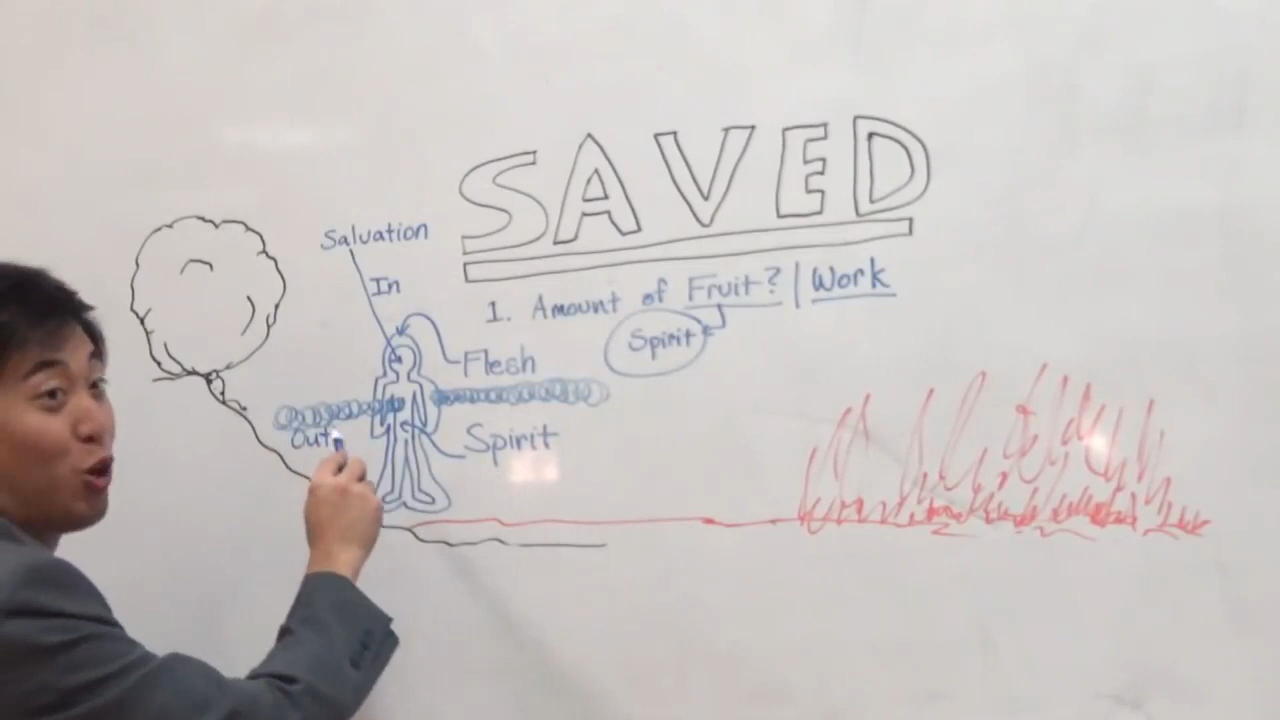 SAVED
Salvation
In
1. Amount of Fruit? | Work
Spirit
Flesh
Out
Spirit